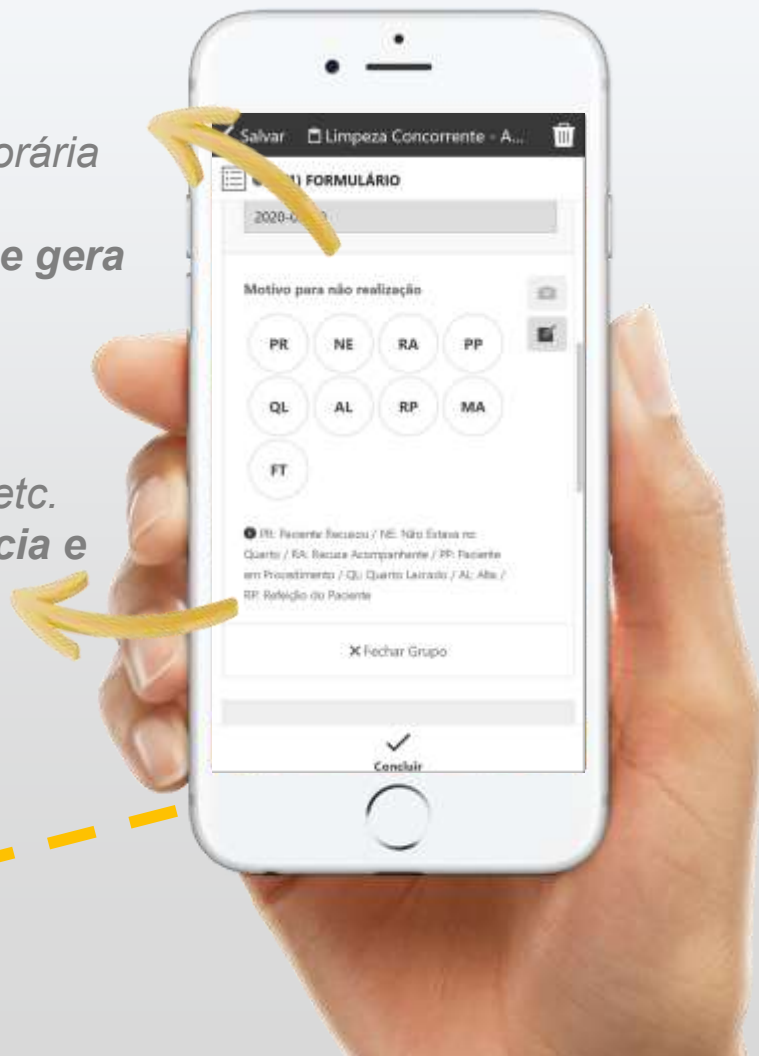 orária
e gera
etc.
cia e
Salvar Limpeza Concorrente - A...
FORMULÁRIO
2020-0
Motivo para não realização
PR NE RA PP
QL AL RP MA
FT
PR: Paciente Recusou / NE: Não Estava no
Quarto / RA: Recusa Acompanhante / PP: Paciente
em Procedimento / QL: Quarto Lacrado / AL: Alta /
RP: Refeição do Paciente
Fechar Grupo
Concluir